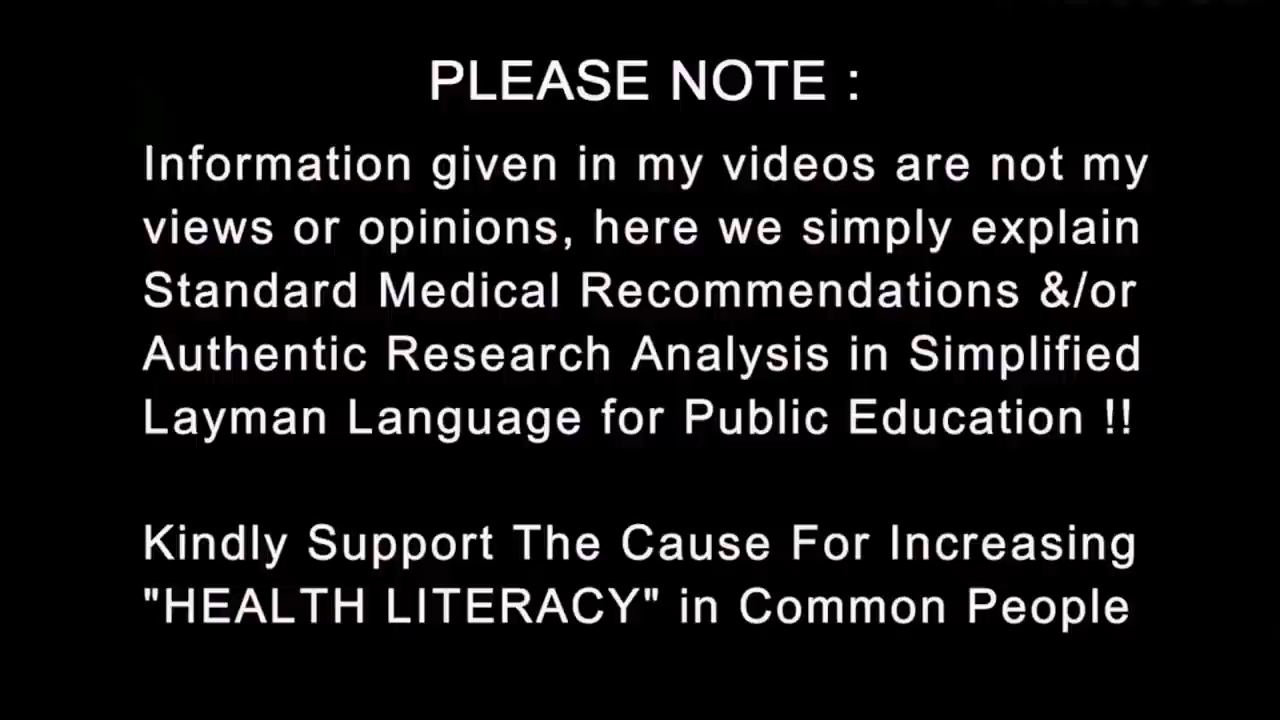 PLEASE NOTE :
Information given in my videos are not my
views or opinions, here we simply explain
Standard Medical Recommendations &/or
Authentic Research Analysis in Simplified
Layman Language for Public Education !!
Kindly Support The Cause For Increasing
"HEALTH LITERACY" in Common People